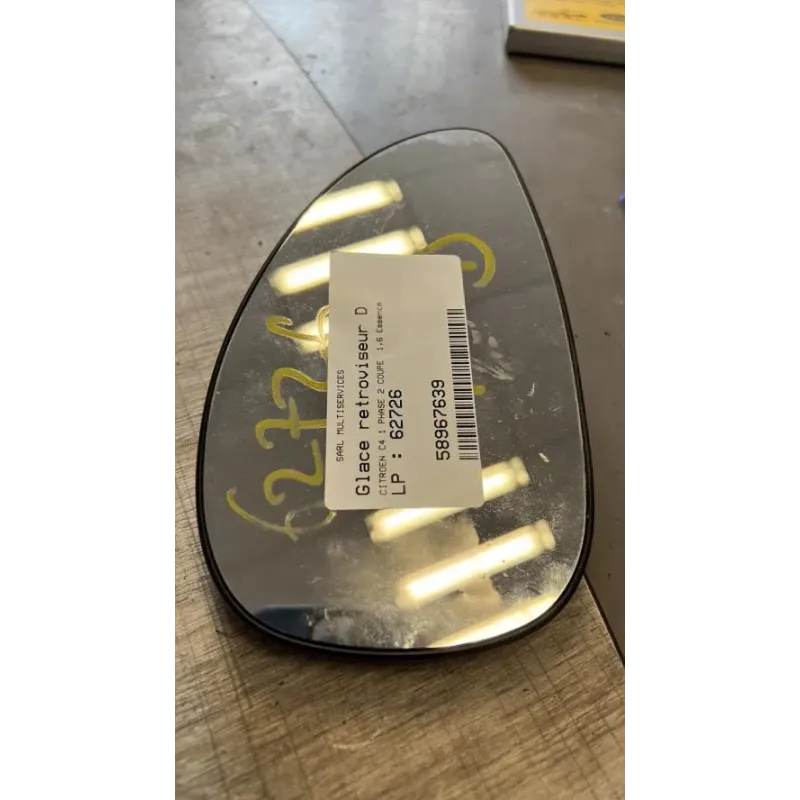 SARL MULTISERVICES
Glace retroviseur D
CITROEN C4 1 PHASE 2 COUPE 1.6 Essence
LP : 62726
58967639
62726